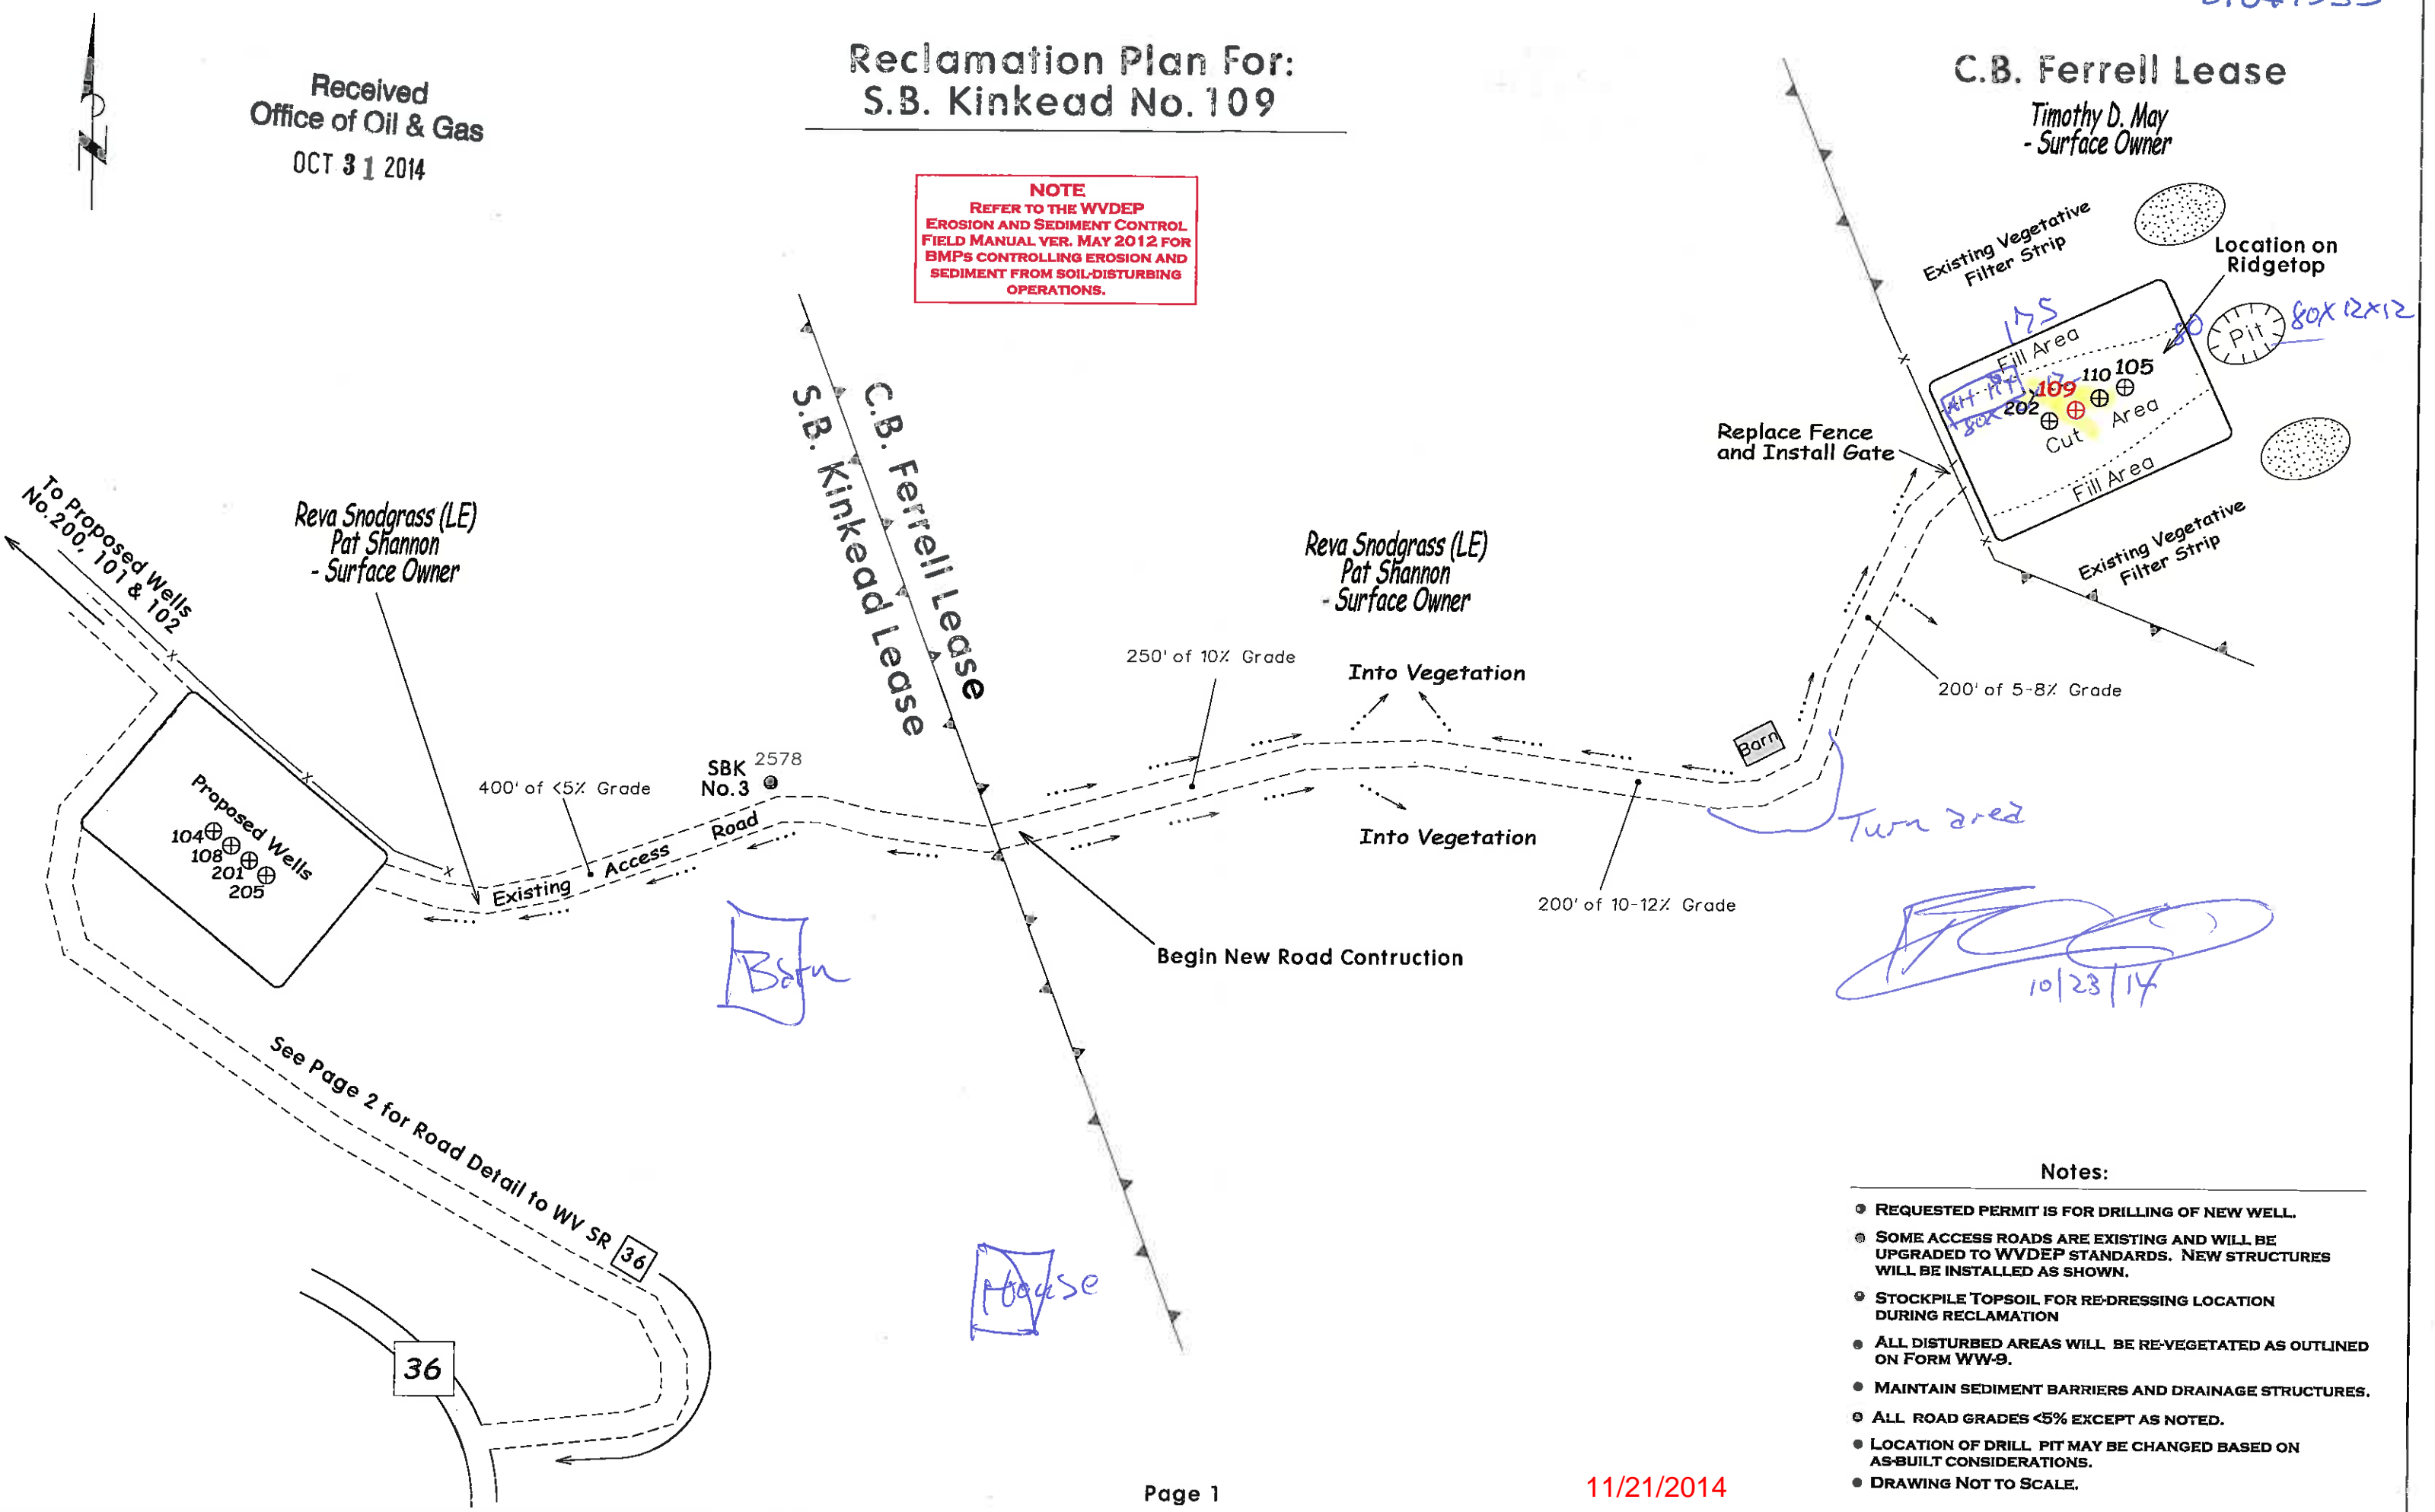 Reclamation Plan For:
S.B. Kinkead No. 109
Received
Office of Oil & Gas
OCT 31 2014
NOTE
REFER TO THE WVDEP
EROSION AND SEDIMENT CONTROL
FIELD MANUAL VER. MAY 2012 FOR
BMPS CONTROLLING EROSION AND
SEDIMENT FROM SOIL-DISTURBING
OPERATIONS.
C.B. Ferrell Lease
Timothy D. May
- Surface Owner
Existing Vegetative
Filter Strip
Location on
Ridgetop
175
80
Pit
80X12X12
Fill Area
109
110
105
202
Cut Area
Fill Area
Replace Fence
and Install Gate
Existing Vegetative
Filter Strip
C.B. Ferrell Lease
S.B. Kinkead Lease
To Proposed Wells
No.200, 101 & 102
Reva Snodgrass (LE)
Pat Shannon
- Surface Owner
Reva Snodgrass (LE)
Pat Shannon
- Surface Owner
250' of 10% Grade
Into Vegetation
200' of 5-8% Grade
Barn
SBK
No.3
2578
400' of <5% Grade
Existing Access Road
Proposed Wells
104
108
201
205
Into Vegetation
Turn area
200' of 10-12% Grade
Barn
Begin New Road Contruction
10/23/14
See Page 2 for Road Detail to WV SR 36
House
36
Notes:
REQUESTED PERMIT IS FOR DRILLING OF NEW WELL.
SOME ACCESS ROADS ARE EXISTING AND WILL BE
UPGRADED TO WVDEP STANDARDS. NEW STRUCTURES
WILL BE INSTALLED AS SHOWN.
STOCKPILE TOPSOIL FOR RE-DRESSING LOCATION
DURING RECLAMATION
ALL DISTURBED AREAS WILL BE RE-VEGETATED AS OUTLINED
ON FORM WW-9.
MAINTAIN SEDIMENT BARRIERS AND DRAINAGE STRUCTURES.
ALL ROAD GRADES <5% EXCEPT AS NOTED.
LOCATION OF DRILL PIT MAY BE CHANGED BASED ON
AS-BUILT CONSIDERATIONS.
DRAWING NOT TO SCALE.
Page 1
11/21/2014